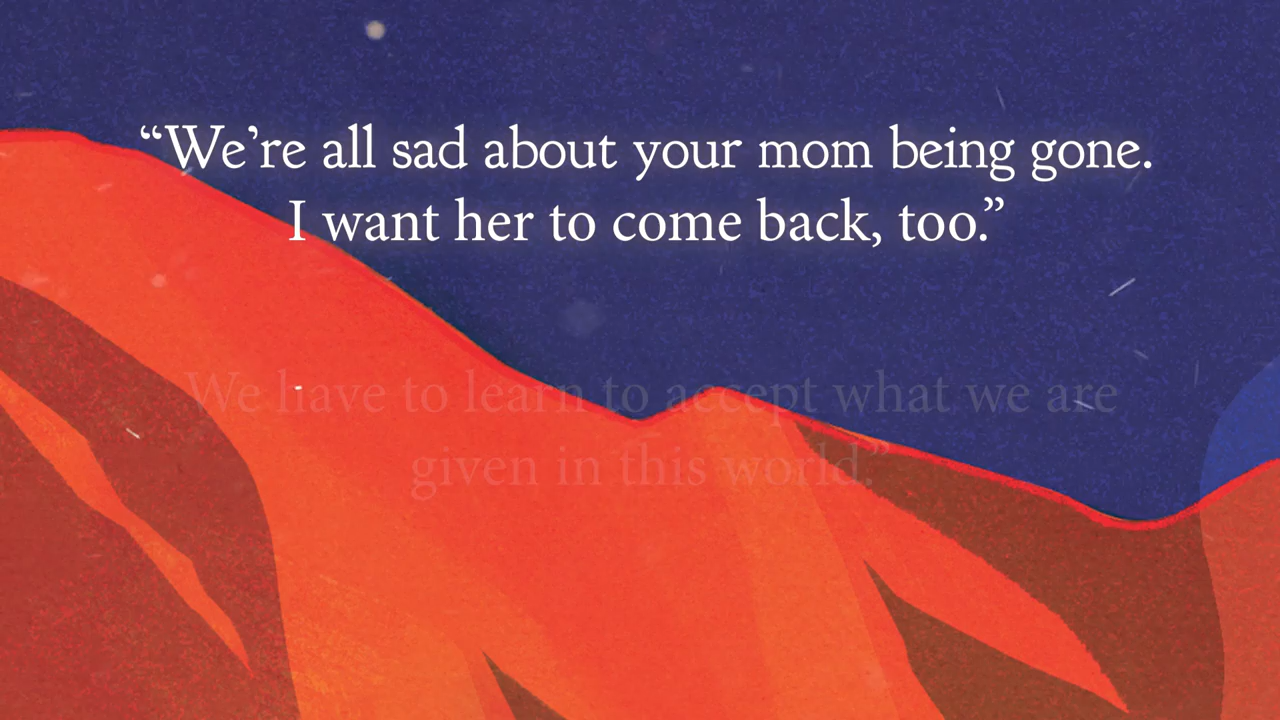 “We’re all sad about your mom being gone.
I want her to come back, too.”
We have to learn to accept what we are
given in this world.”